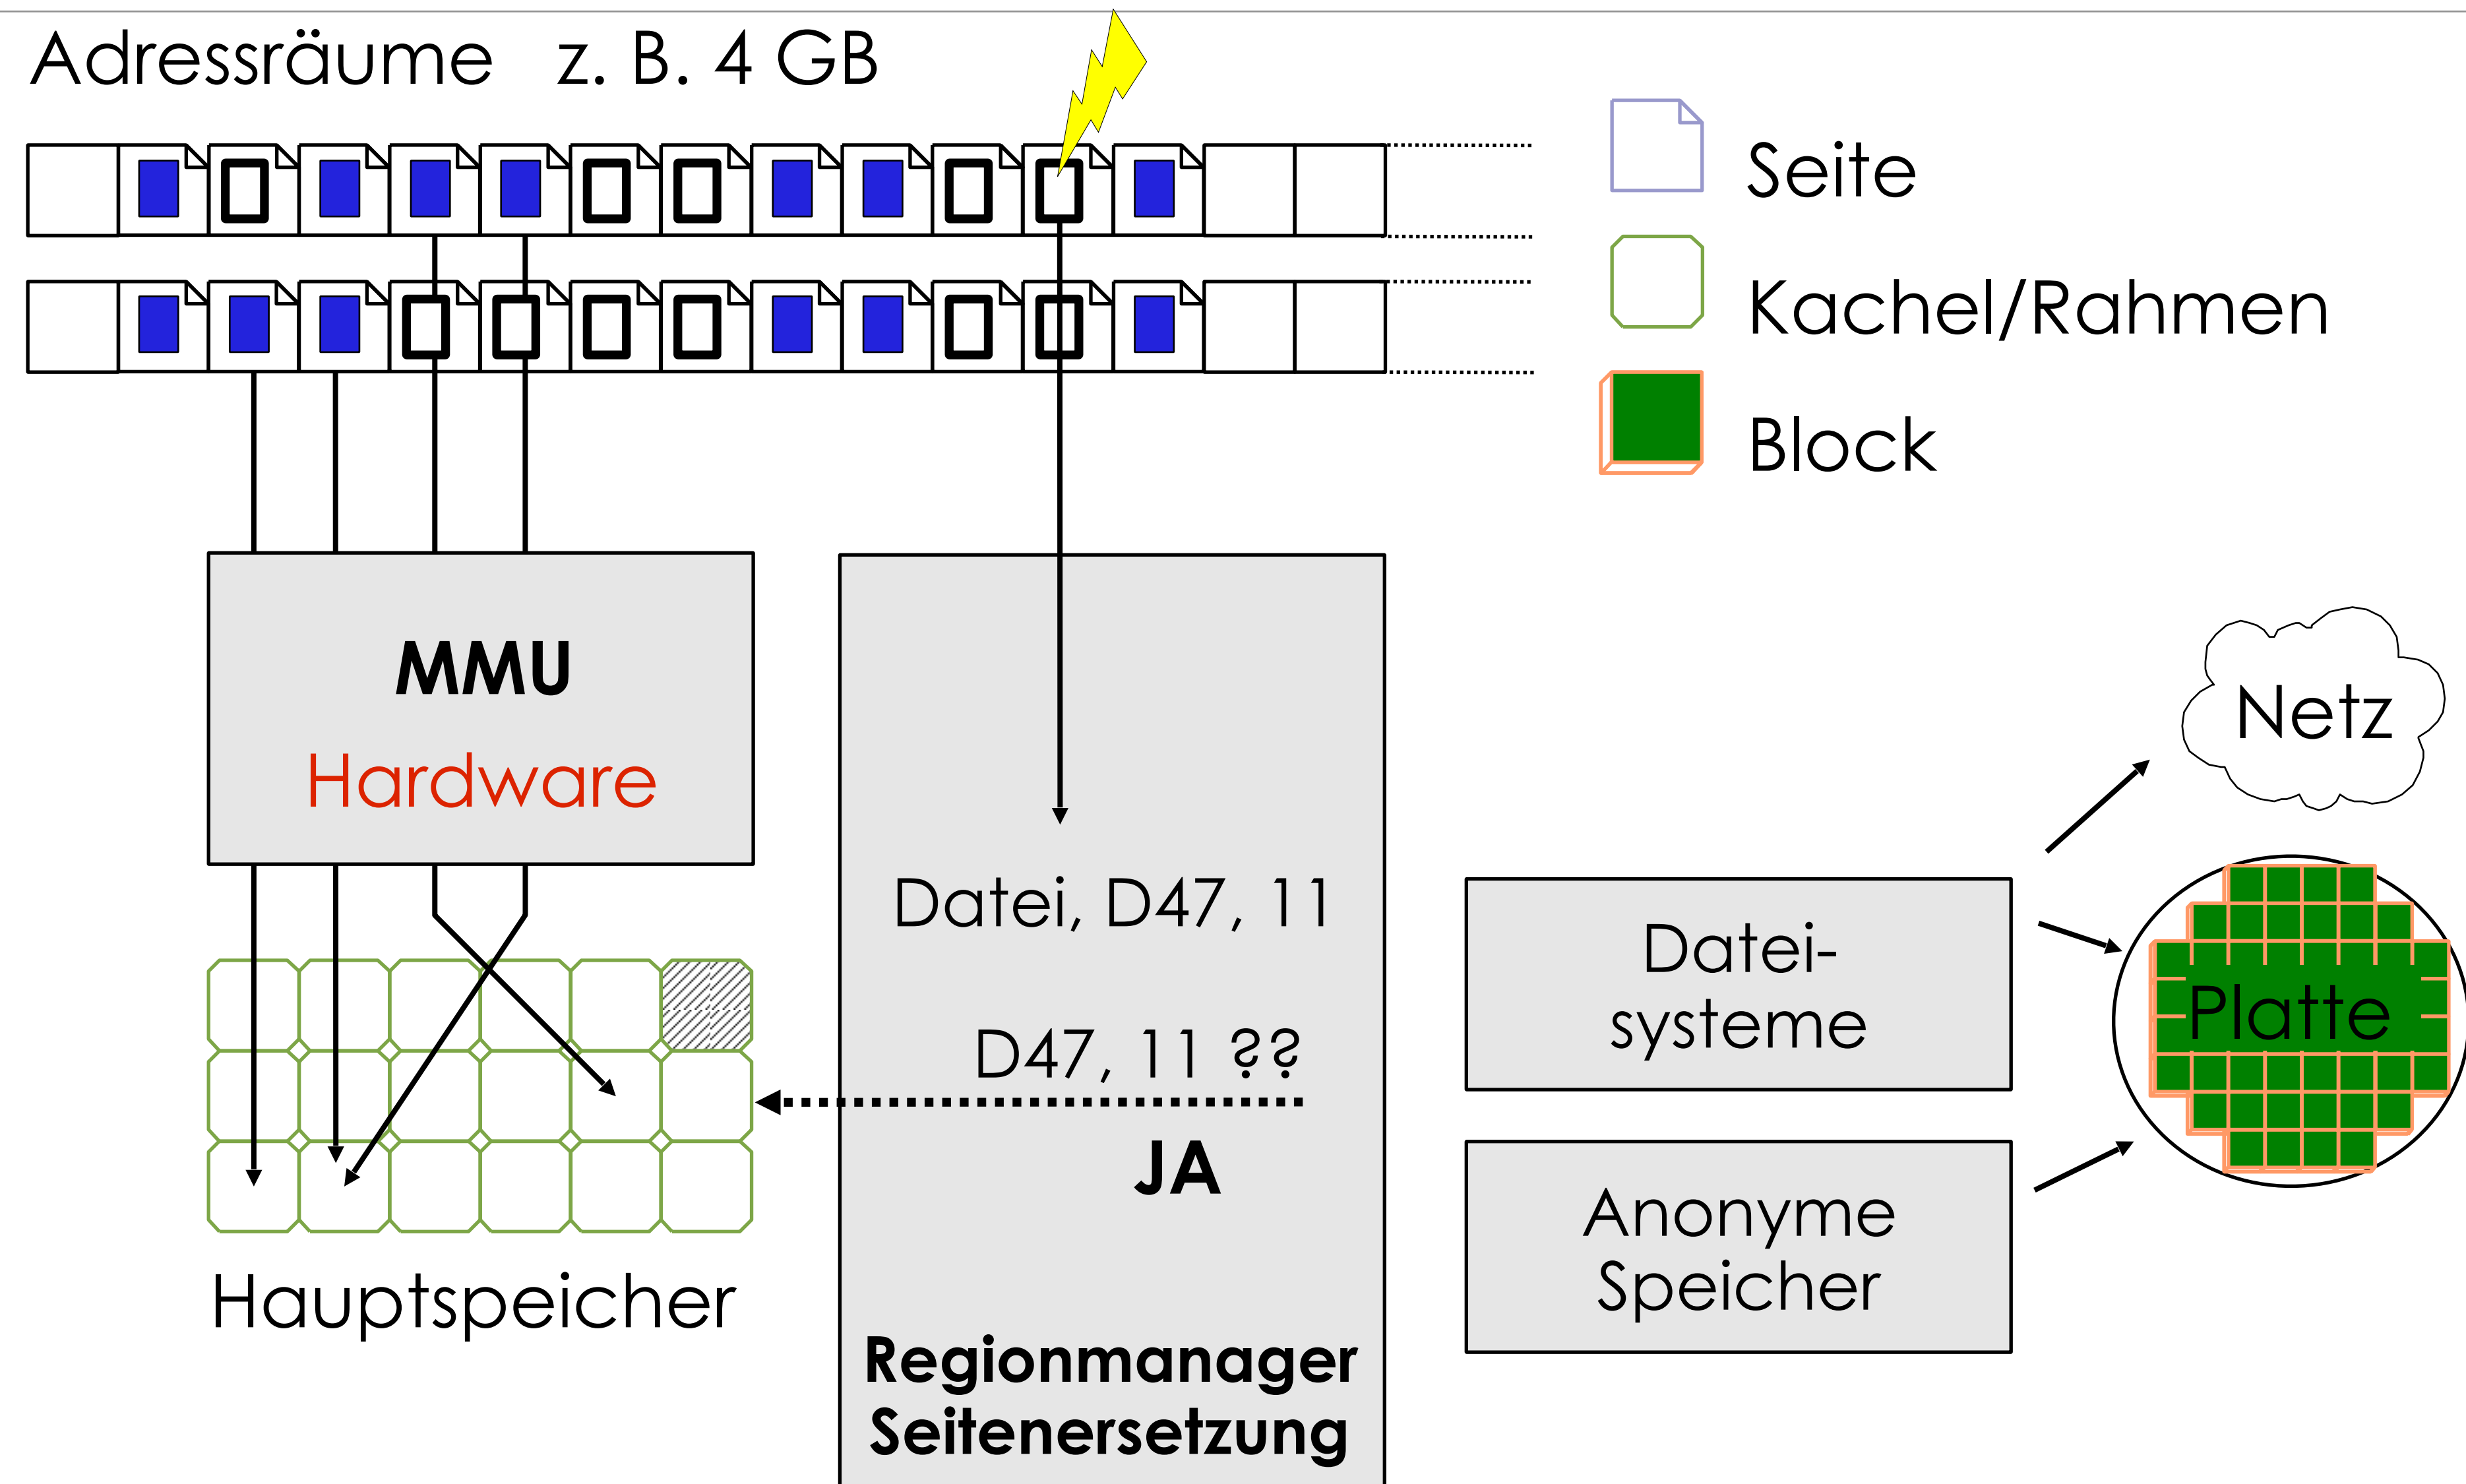 Adressräume z. B. 4 GB
Seite
Kachel/Rahmen
Block
MMU
Hardware
Hauptspeicher
Datei, D47, 11
D47, 11 ??
JA
Regionmanager
Seitenersetzung
Datei-
systeme
Anonyme
Speicher
Netz
Platte